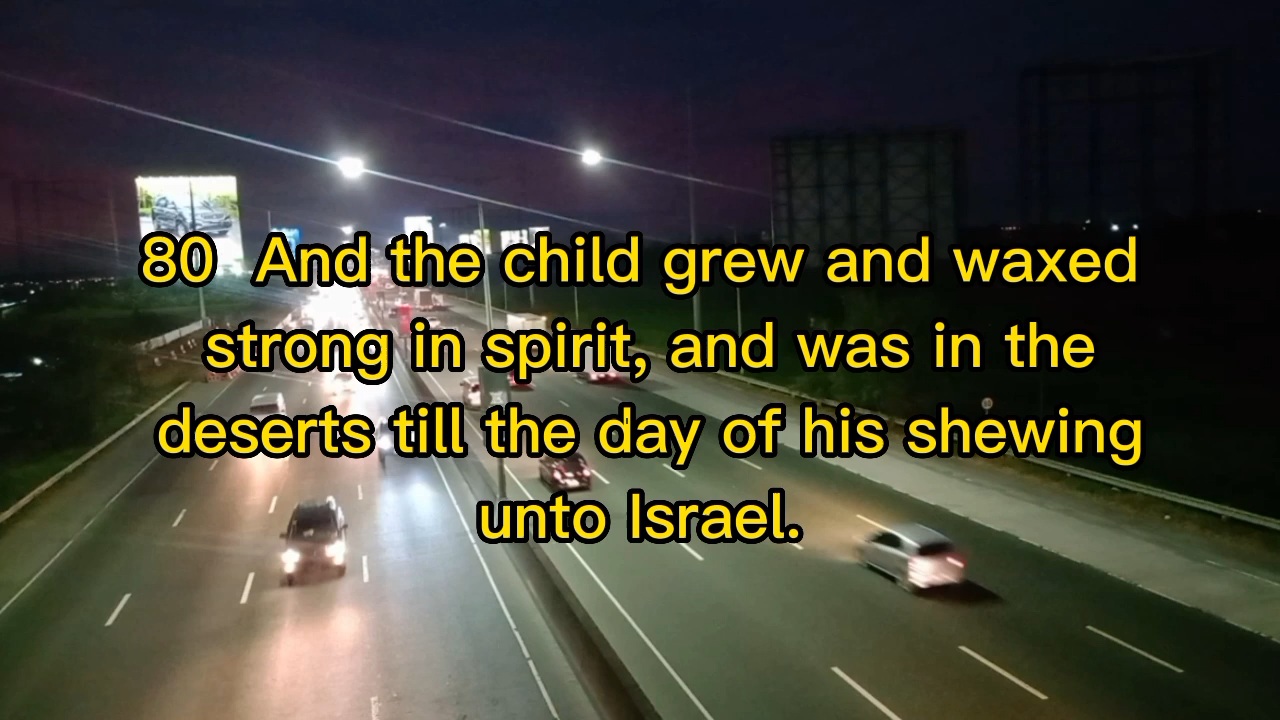 80  And the child grew and waxed
strong in spirit, and was in the
deserts till the day of his shewing
unto Israel.